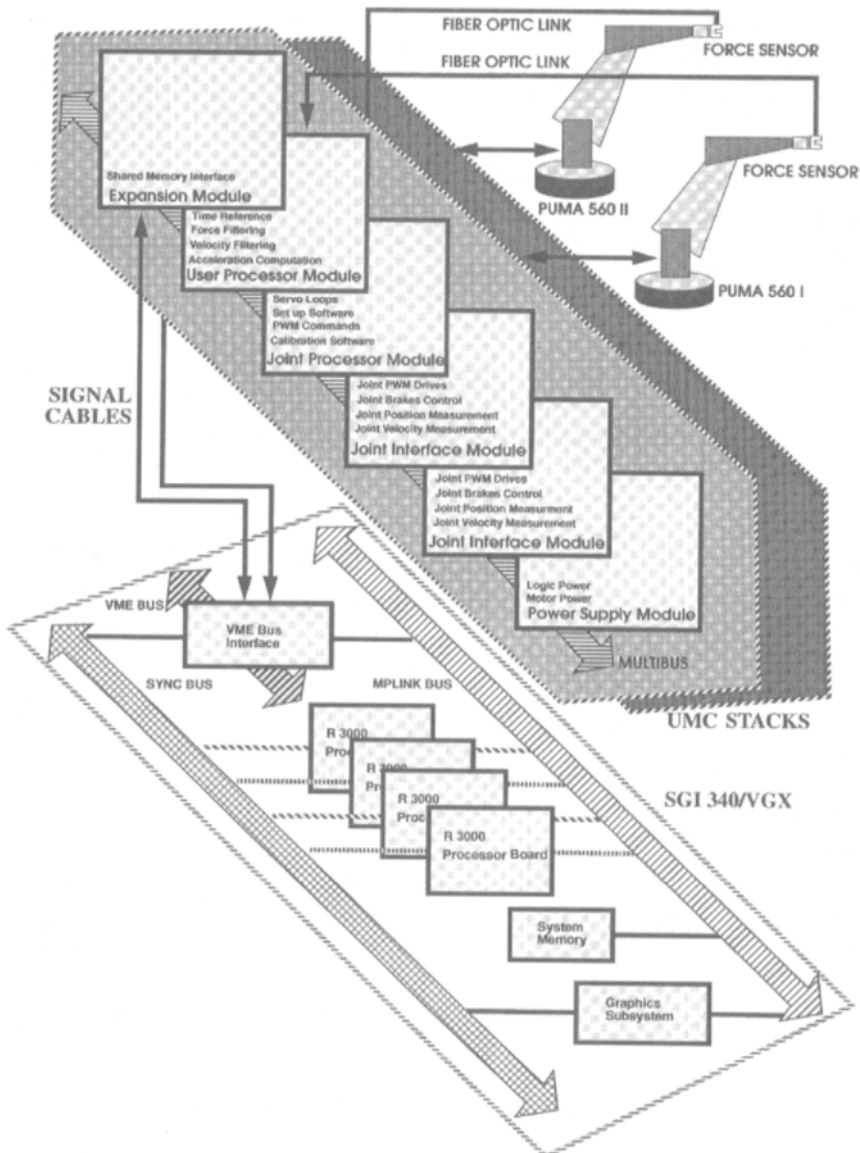 FIBER OPTIC LINK
FORCE SENSOR
FIBER OPTIC LINK
FORCE SENSOR
PUMA 560 II
PUMA 560 I
Shared Memory Interface
Expansion Module
Time Reference
Force Filtering
Velocity Filtering
Acceleration Computation
User Processor Module
Servo Loops
Set up Software
PWM Commands
Calibration Software
Joint Processor Module
SIGNAL
CABLES
Joint PWM Drives
Joint Brakes Control
Joint Position Measurement
Joint Velocity Measurement
Joint Interface Module
Joint PWM Drives
Joint Brakes Control
Joint Position Measurment
Joint Velocity Measurement
Joint Interface Module
Logic Power
Motor Power
Power Supply Module
MULTIBUS
UMC STACKS
VME BUS
VME Bus
Interface
SYNC BUS
MPLINK BUS
R 3000
Proc
R 3000
Pro
R 3000
Proc
R 3000
Processor Board
SGI 340/VGX
System
Memory
Graphics
Subsystem